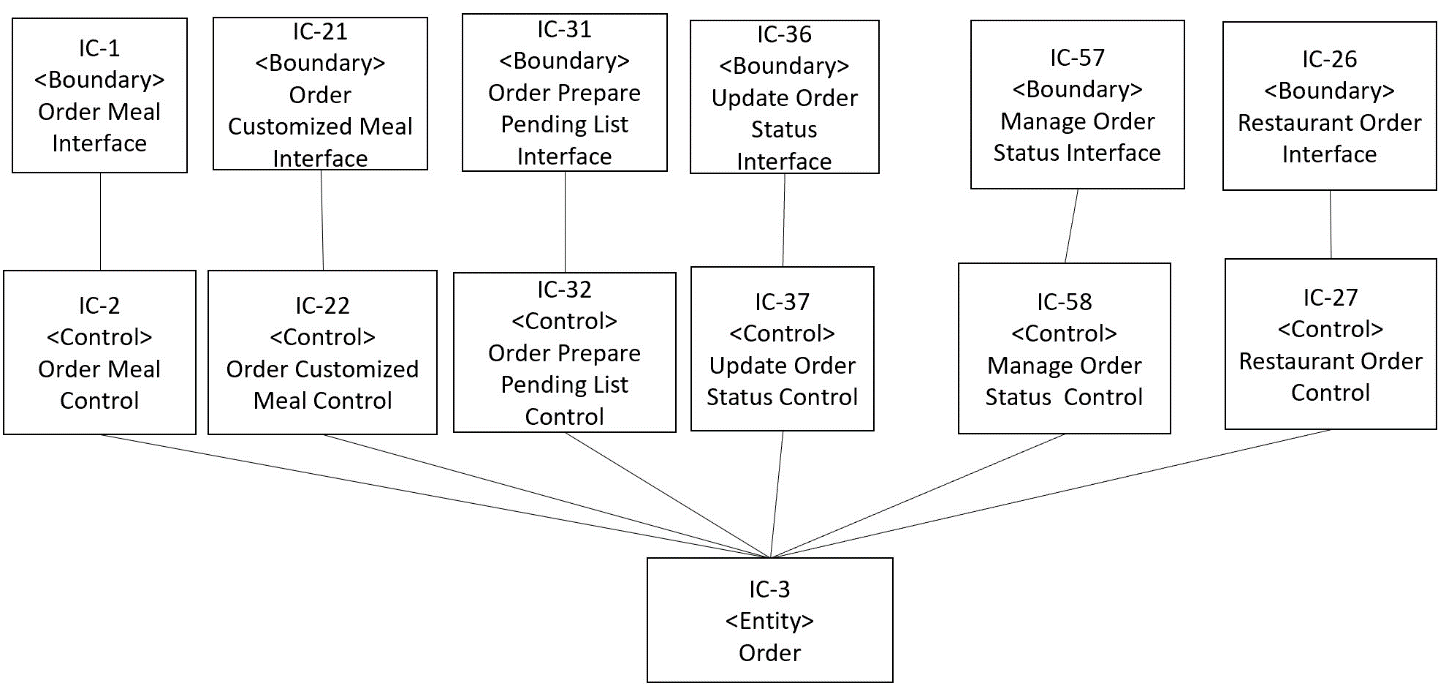 IC-1
<Boundary>
Order Meal
Interface
IC-21
<Boundary>
Order
Customized Meal
Interface
IC-31
<Boundary>
Order Prepare
Pending List
Interface
IC-36
<Boundary>
Update Order
Status
Interface
IC-57
<Boundary>
Manage Order
Status Interface
IC-26
<Boundary>
Restaurant Order
Interface
IC-2
<Control>
Order Meal
Control
IC-22
<Control>
Order Customized
Meal Control
IC-32
<Control>
Order Prepare
Pending List
Control
IC-37
<Control>
Update Order
Status Control
IC-58
<Control>
Manage Order
Status  Control
IC-27
<Control>
Restaurant Order
Control
IC-3
<Entity>
Order